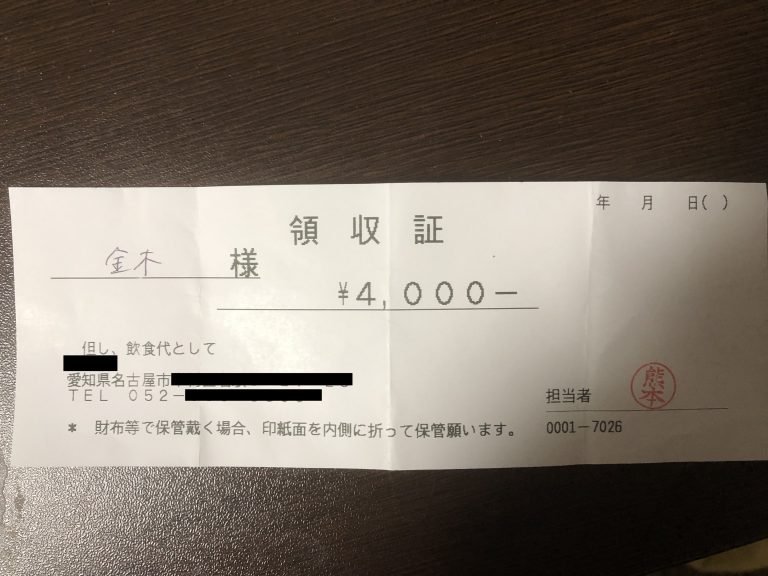 年 月 日( )
領収証
金木 様
¥4,000-
但し、飲食代として
愛知県名古屋市
TEL 052-
担当者 熊本
* 財布等で保管戴く場合、印紙面を内側に折って保管願います。
0001-7026